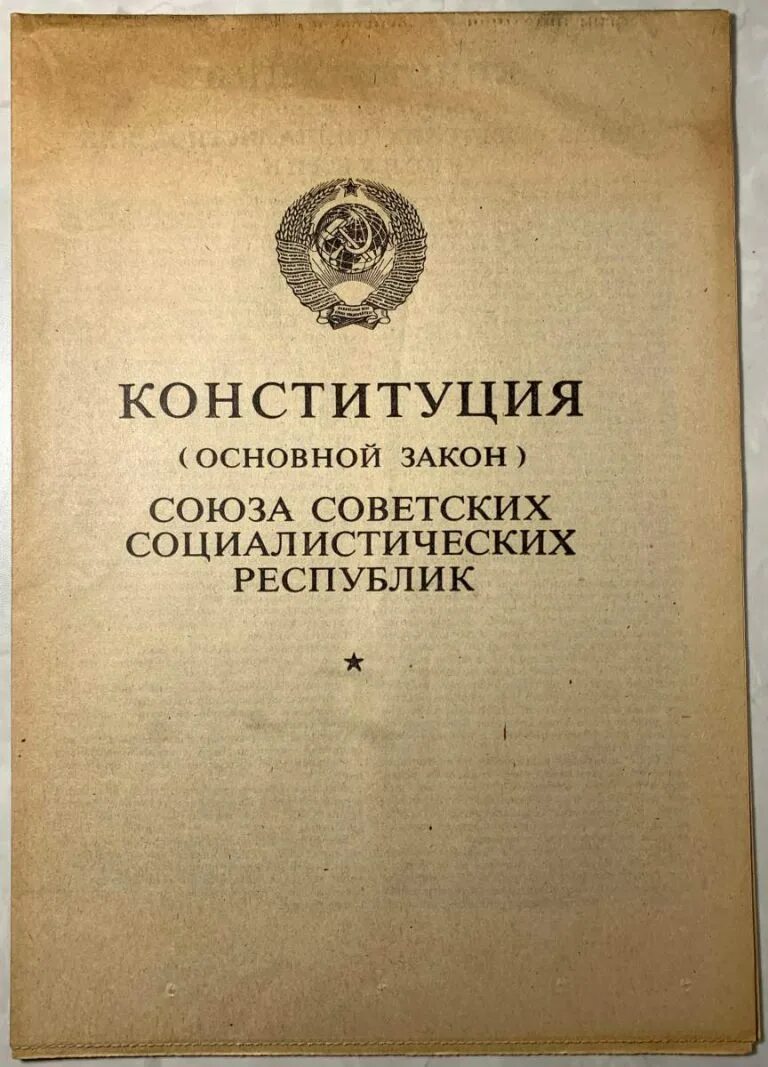 КОНСТИТУЦИЯ
(ОСНОВНОЙ ЗАКОН)
СОЮЗА СОВЕТСКИХ
СОЦИАЛИСТИЧЕСКИХ
РЕСПУБЛИК